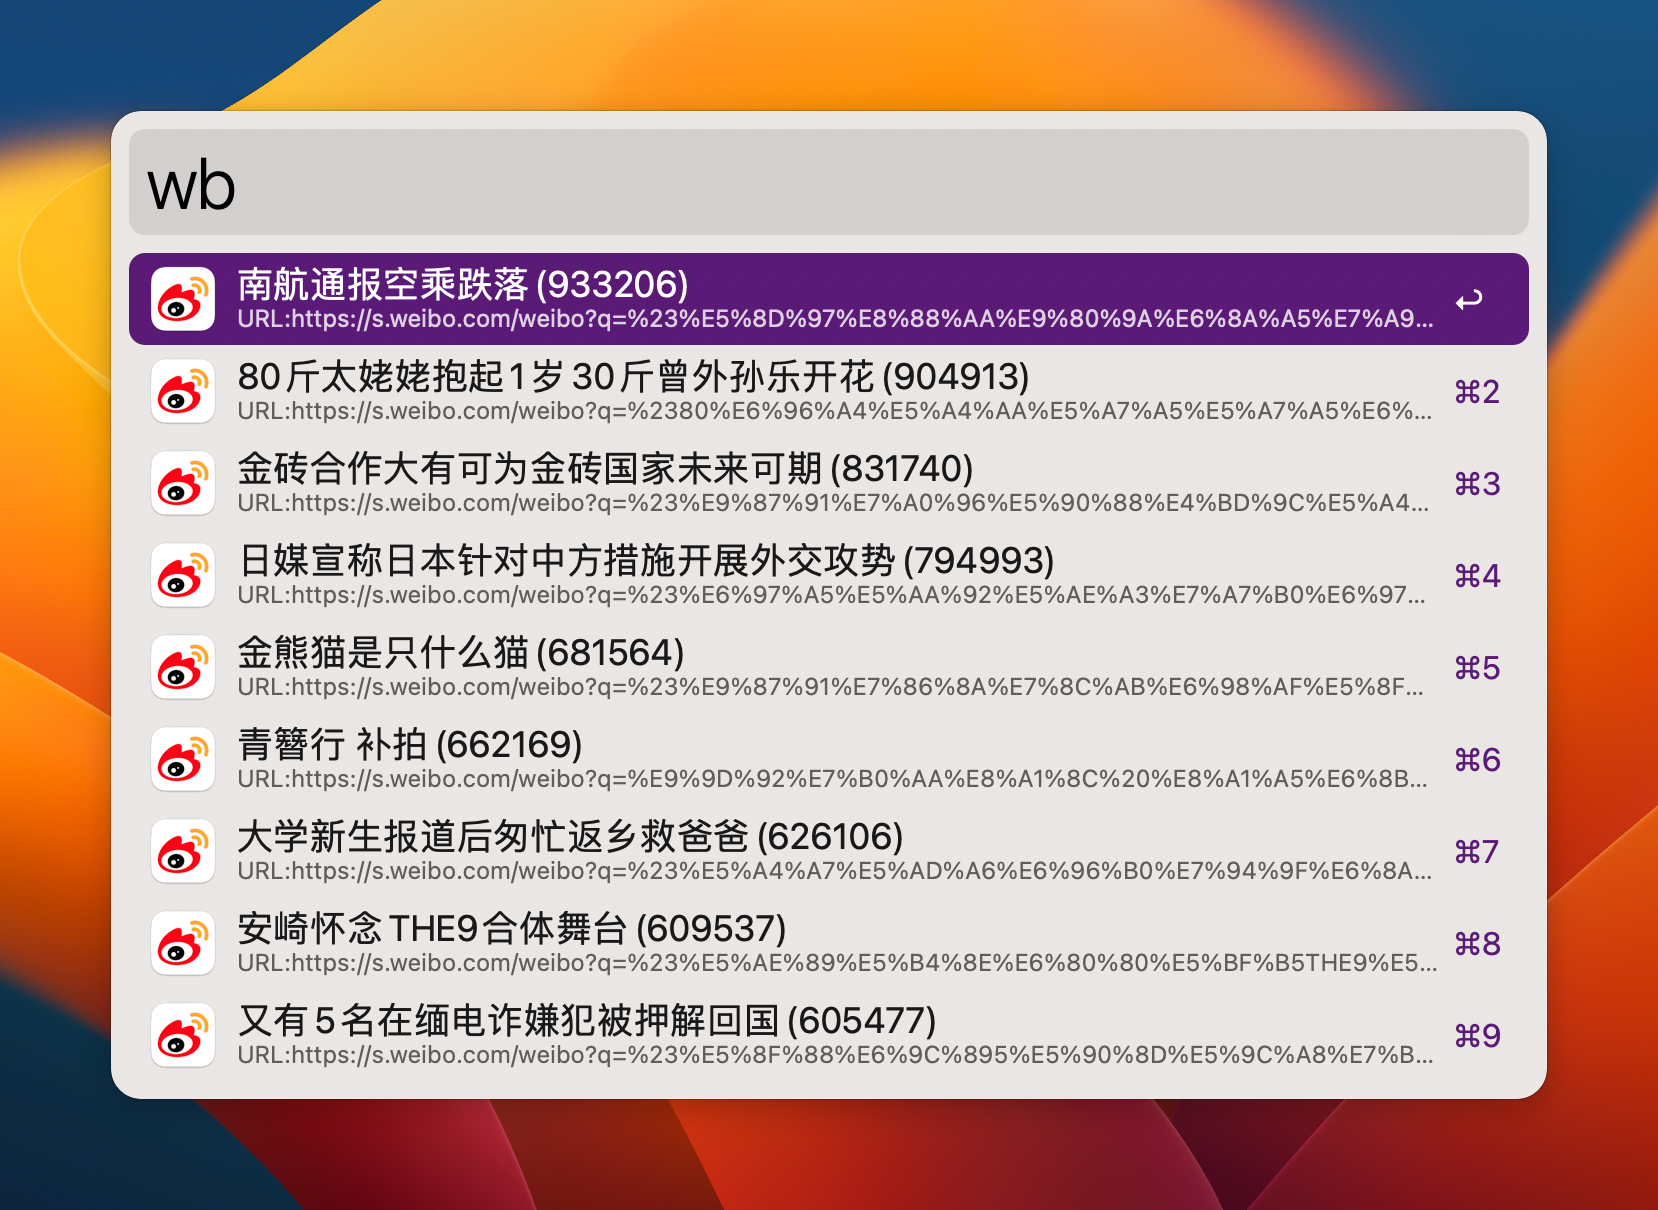 wb
南航通报空乘跌落 (933206)
URL:https://s.weibo.com/weibo?q=%23%E5%8D%97%E8%88%AA%E9%80%9A%E6%8A%A5%E7%A9...
80斤太姥姥抱起1岁30斤曾外孙乐开花 (904913)
URL:https://s.weibo.com/weibo?q=%2380%E6%96%A4%E5%A4%AA%E5%A7%A5%E5%A7%A5%E6%...
⌘2
金砖合作大有可为金砖国家未来可期 (831740)
URL:https://s.weibo.com/weibo?q=%23%E9%87%91%E7%A0%96%E5%90%88%E4%BD%9C%E5%A4...
⌘3
日媒宣称日本针对中方措施开展外交攻势 (794993)
URL:https://s.weibo.com/weibo?q=%23%E6%97%A5%E5%AA%92%E5%AE%A3%E7%A7%B0%E6%97...
⌘4
金熊猫是只什么猫 (681564)
URL:https://s.weibo.com/weibo?q=%23%E9%87%91%E7%86%8A%E7%8C%AB%E6%98%AF%E5%8F...
⌘5
青簪行 补拍 (662169)
URL:https://s.weibo.com/weibo?q=%E9%9D%92%E7%B0%AA%E8%A1%8C%20%E8%A1%A5%E6%8B...
⌘6
大学新生报道后匆忙返乡救爸爸 (626106)
URL:https://s.weibo.com/weibo?q=%23%E5%A4%A7%E5%AD%A6%E6%96%B0%E7%94%9F%E6%8A...
⌘7
安崎怀念THE9合体舞台 (609537)
URL:https://s.weibo.com/weibo?q=%23%E5%AE%89%E5%B4%8E%E6%80%80%E5%BF%B5THE9%E5...
⌘8
又有5名在缅电诈嫌犯被押解回国 (605477)
URL:https://s.weibo.com/weibo?q=%23%E5%8F%88%E6%9C%895%E5%90%8D%E5%9C%A8%E7%B...
⌘9